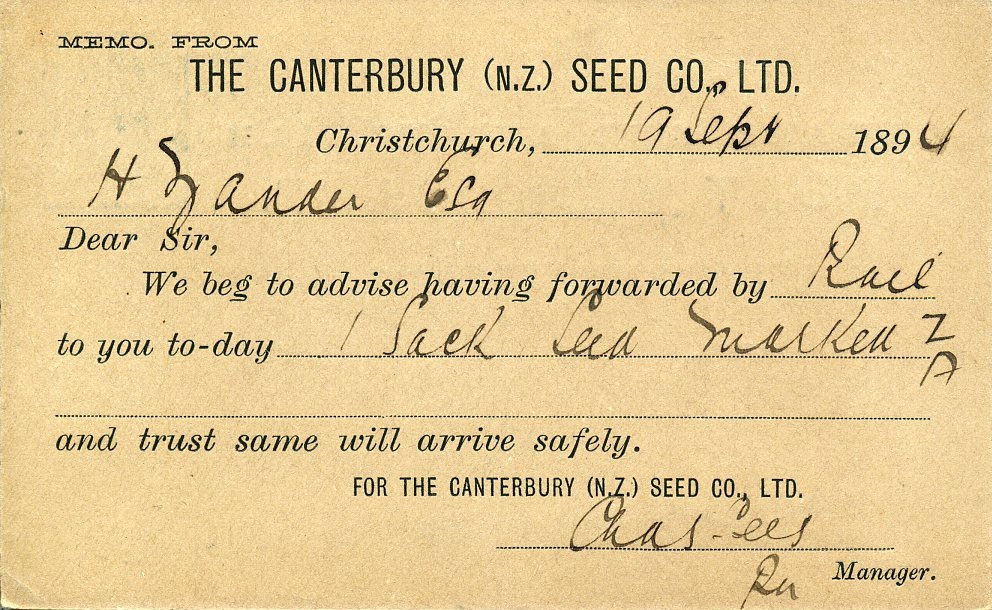 MEMO. FROM
THE CANTERBURY (N.Z.) SEED CO., LTD.
Christchurch, 19 Sept 1894
H Zander Esq
Dear Sir,
We beg to advise having forwarded by Rail
to you to-day 1 Sack Seed Marked Z
A
and trust same will arrive safely.
FOR THE CANTERBURY (N.Z.) SEED CO., LTD.
Chas
Manager.